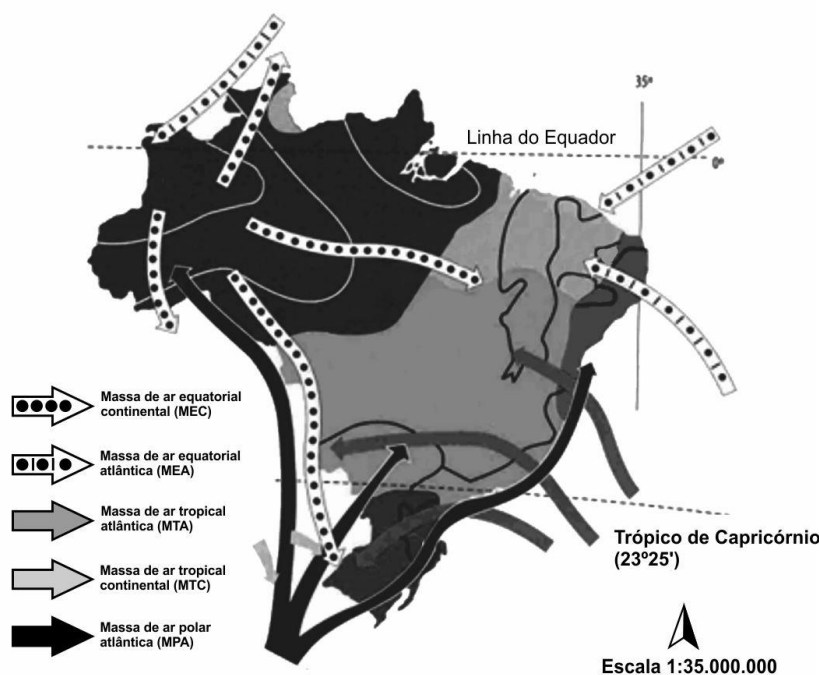 35º
Linha do Equador
0º
Massa de ar equatorial
continental (MEC)
Massa de ar equatorial
atlântica (MEA)
Massa de ar tropical
atlântica (MTA)
Massa de ar tropical
continental (MTC)
Massa de ar polar
atlântica (MPA)
Trópico de Capricórnio
(23º25')
Escala 1:35.000.000